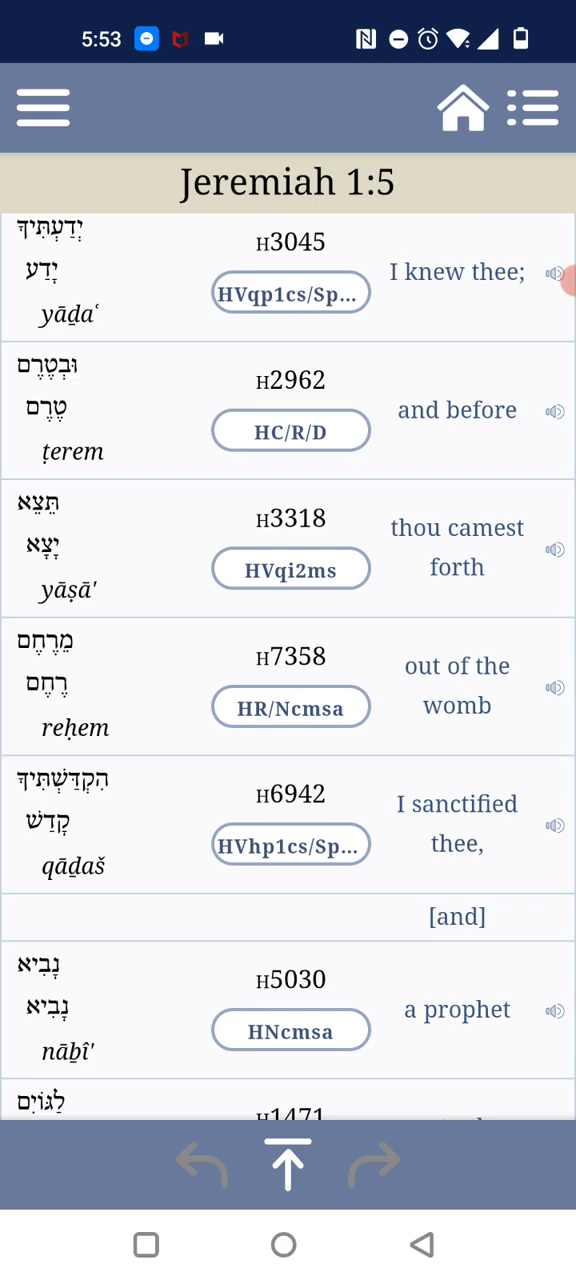 5:53
Jeremiah 1:5
יְדַעְתִּיךָ
יָדַע
yāḏaʿ
H3045
HVqp1cs/Sp...
I knew thee;
וּבְטֶרֶם
טֶרֶם
ṭerem
H2962
HC/R/D
and before
תֵּצֵא
יָצָא
yāṣā'
H3318
HVqi2ms
thou camest
forth
מֵרֶחֶם
רֶחֶם
reḥem
H7358
HR/Ncmsa
out of the
womb
הִקְדַּשְׁתִּיךָ
קָדַשׁ
qāḏaš
H6942
HVhp1cs/Sp...
I sanctified
thee,
[and]
נָבִיא
נָבִיא
nāḇî'
H5030
HNcmsa
a prophet
לַגּוֹיִם
H1471